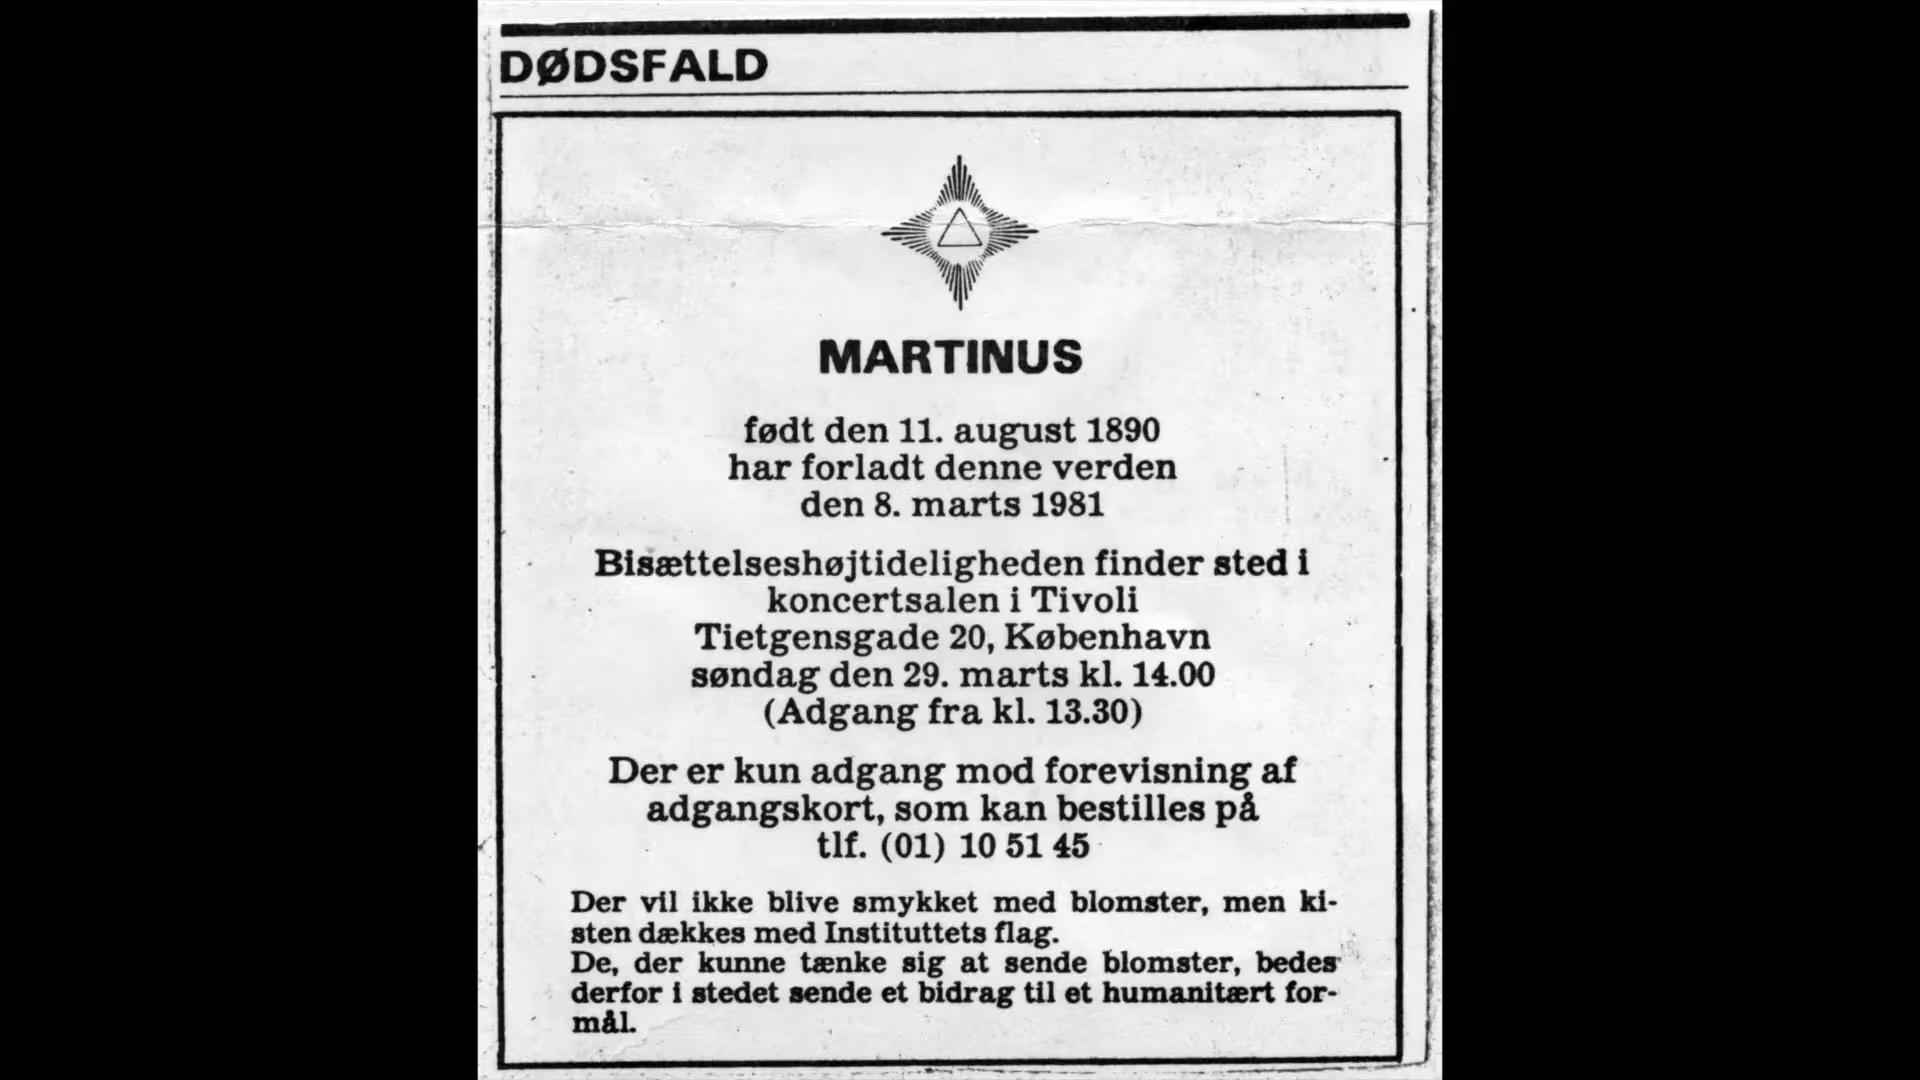 DØDSFALD
MARTINUS
født den 11. august 1890
har forladt denne verden
den 8. marts 1981
Bisættelseshøjtideligheden finder sted i
koncertsalen i Tivoli
Tietgensgade 20, København
søndag den 29. marts kl. 14.00
(Adgang fra kl. 13.30)
Der er kun adgang mod forevisning af
adgangskort, som kan bestilles på
tlf. (01) 10 51 45
Der vil ikke blive smykket med blomster, men ki-
sten dækkes med Instituttets flag.
De, der kunne tænke sig at sende blomster, bedes
derfor i stedet sende et bidrag til et humanitært for-
mål.